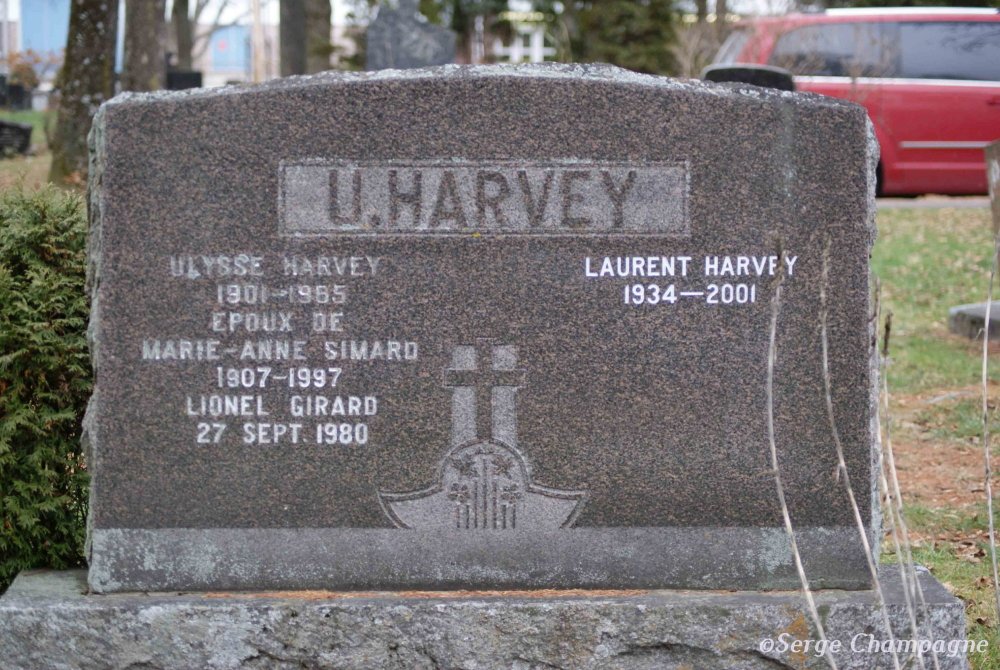 U. HARVEY
ULYSSE HARVEY
1901-1985
EPOUX DE
MARIE-ANNE SIMARD
1907-1997
LIONEL GIRARD
27 SEPT. 1980
LAURENT HARVEY
1934-2001
©Serge Champagne